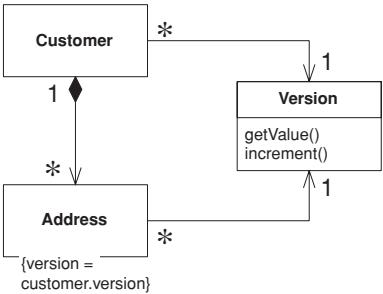 Customer
*
1
1
Version
getValue()
increment()
*
1
Address
*
{version =
customer.version}